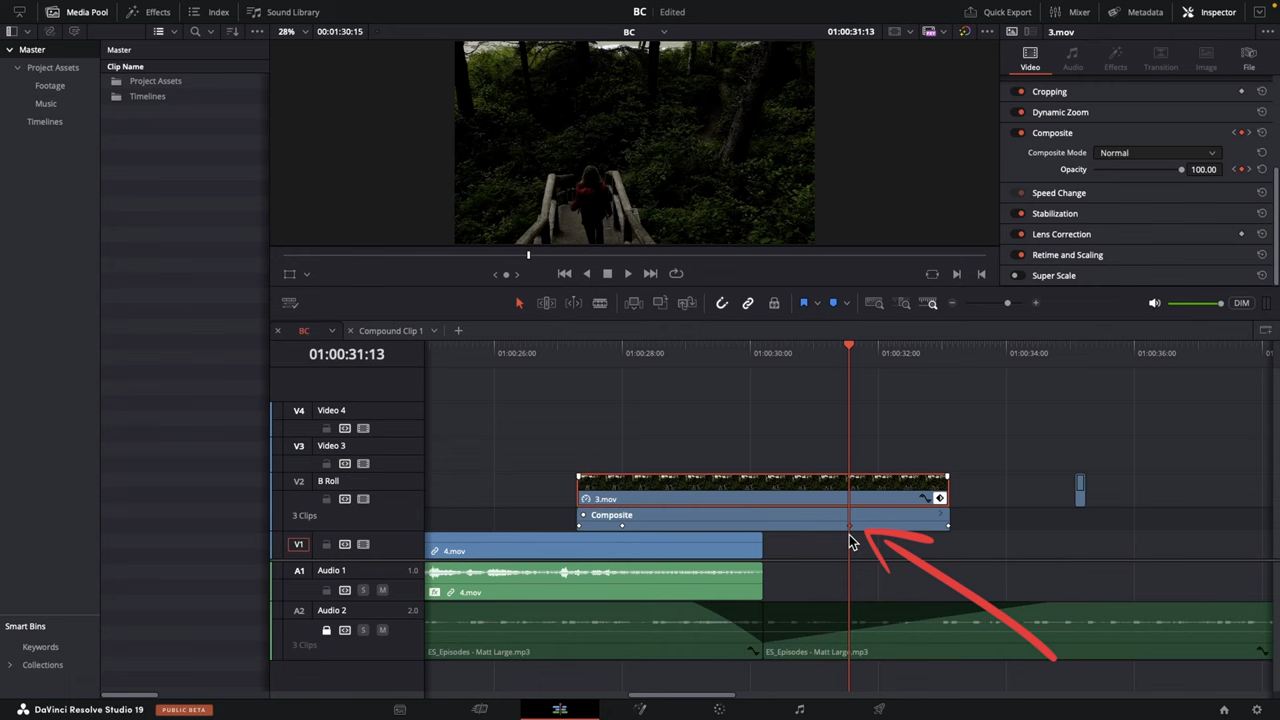 Media Pool
Effects
Index
Sound Library
BC
Edited
Quick Export
Mixer
Metadata
Inspector
28%
00:01:30:15
BC
01:00:31:13
3.mov
Master
Project Assets
Footage
Music
Timelines
Master
Clip Name
Project Assets
Timelines
Video
Audio
Effects
Transition
Image
File
Cropping
Dynamic Zoom
Composite
Composite Mode
Normal
Opacity
100.00
Speed Change
Stabilization
Lens Correction
Retime and Scaling
Super Scale
DIM
BC
Compound Clip 1
01:00:31:13
01:00:26:00
01:00:28:00
01:00:30:00
01:00:32:00
01:00:34:00
01:00:36:00
V4
Video 4
V3
Video 3
V2
B Roll
3 Clips
3.mov
Composite
V1
4.mov
A1
Audio 1
1.0
S
M
4.mov
A2
Audio 2
2.0
S
M
3 Clips
ES_Episodes - Matt Large.mp3
ES_Episodes - Matt Large.mp3
Smart Bins
Keywords
Collections
DaVinci Resolve Studio 19
PUBLIC BETA